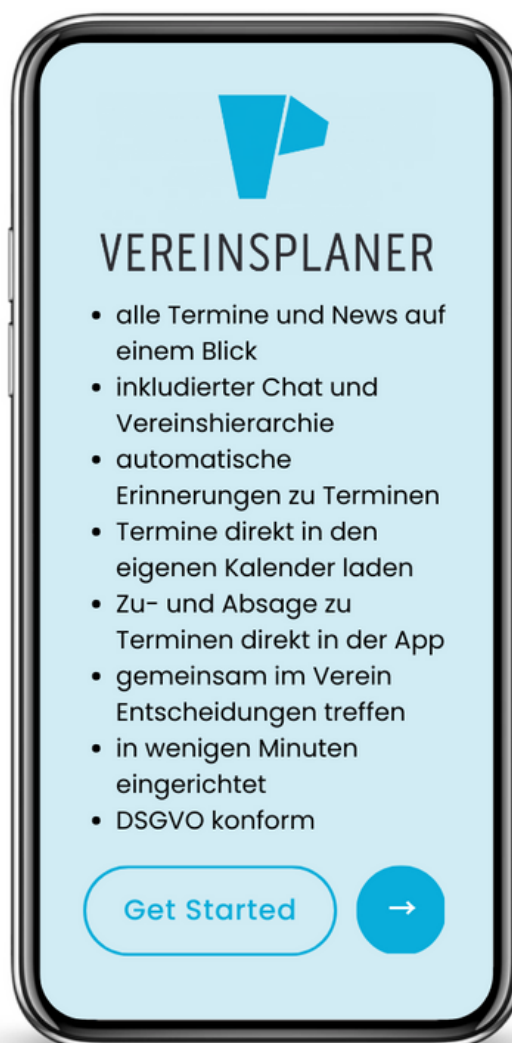 VEREINSPLANER
• alle Termine und News auf
einem Blick
• inkludierter Chat und
Vereinshierarchie
• automatische
Erinnerungen zu Terminen
• Termine direkt in den
eigenen Kalender laden
• Zu- und Absage zu
Terminen direkt in der App
• gemeinsam im Verein
Entscheidungen treffen
• in wenigen Minuten
eingerichtet
• DSGVO konform
Get Started →